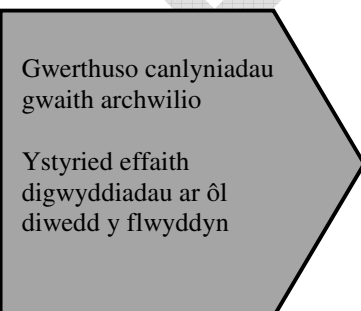 Gwerthuso canlyniadau
gwaith archwilio
Ystyried effaith
digwyddiadau ar ôl
diwedd y flwyddyn